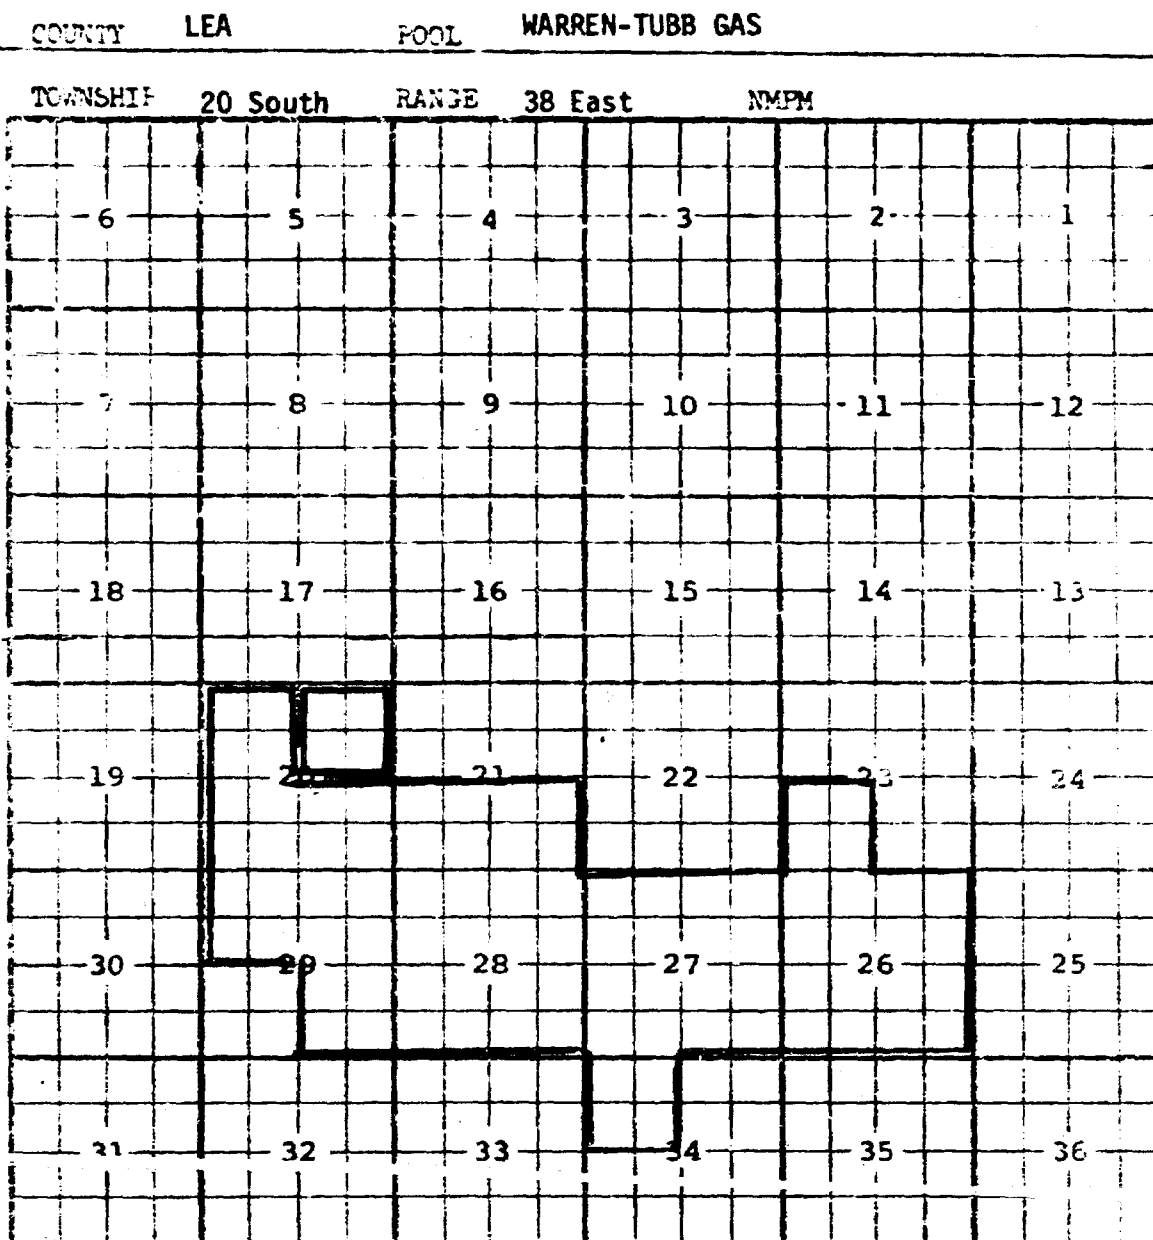 COUNTY LEA POOL WARREN-TUBB GAS
TOWNSHIP 20 South RANGE 38 East NMPM
6 5 4 3 2 1
7 8 9 10 11 12
18 17 16 15 14 13
19 20 21 22 23 24
30 29 28 27 26 25
31 32 33 34 35 36